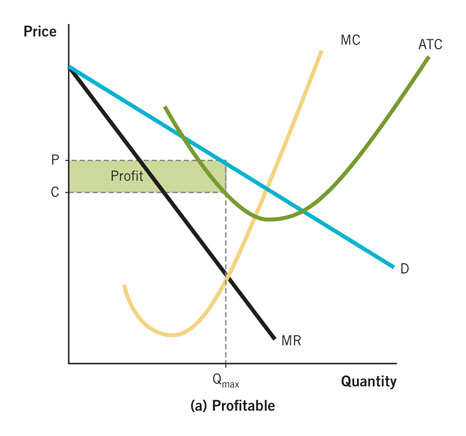 Price
MC
ATC
P
Profit
C
D
MR
Qmax
Quantity
(a) Profitable